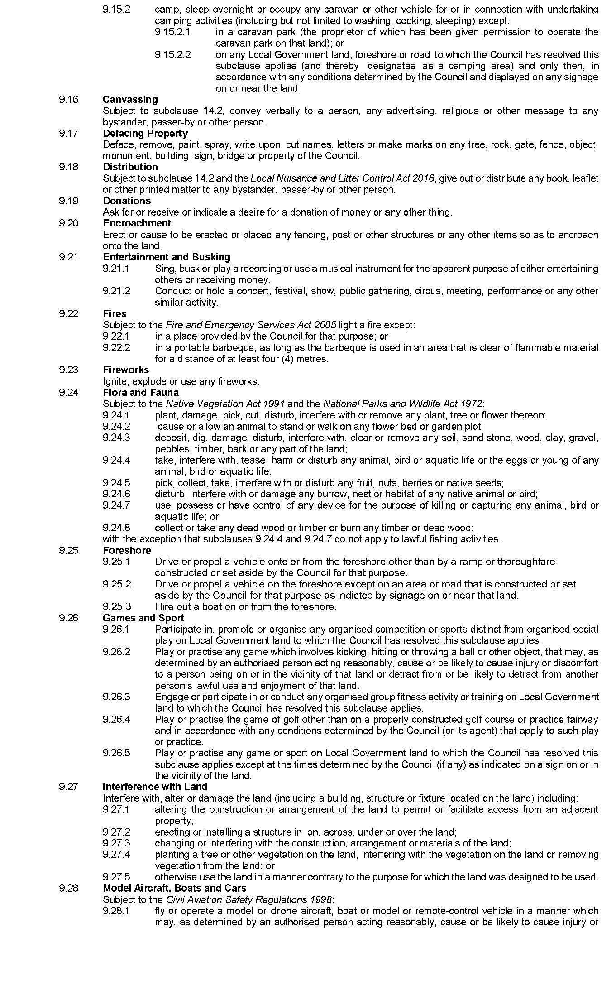 9.15.2 camp, sleep overnight or occupy any caravan or other vehicle for or in connection with undertaking
camping activities (including but not limited to washing, cooking, sleeping) except:
9.15.2.1 in a caravan park (the proprietor of which has been given permission to operate the
caravan park on that land); or
9.15.2.2 on any Local Government land, foreshore or road to which the Council has resolved this
subclause applies (and thereby designates as a camping area) and only then, in
accordance with any conditions determined by the Council and displayed on any signage
on or near the land.
9.16 Canvassing
Subject to subclause 14.2, convey verbally to a person, any advertising, religious or other message to any
bystander, passer-by or other person.
9.17 Defacing Property
Deface, remove, paint, spray, write upon, cut names, letters or make marks on any tree, rock, gate, fence, object,
monument, building, sign, bridge or property of the Council.
9.18 Distribution
Subject to subclause 14.2 and the Local Nuisance and Litter Control Act 2016, give out or distribute any book, leaflet
or other printed matter to any bystander, passer-by or other person.
9.19 Donations
Ask for or receive or indicate a desire for a donation of money or any other thing.
9.20 Encroachment
Erect or cause to be erected or placed any fencing, post or other structures or any other items so as to encroach
onto the land.
9.21 Entertainment and Busking
9.21.1 Sing, busk or play a recording or use a musical instrument for the apparent purpose of either entertaining
others or receiving money.
9.21.2 Conduct or hold a concert, festival, show, public gathering, circus, meeting, performance or any other
similar activity.
9.22 Fires
Subject to the Fire and Emergency Services Act 2005 light a fire except:
9.22.1 in a place provided by the Council for that purpose; or
9.22.2 in a portable barbeque, as long as the barbeque is used in an area that is clear of flammable material
for a distance of at least four (4) metres.
9.23 Fireworks
Ignite, explode or use any fireworks.
9.24 Flora and Fauna
Subject to the Native Vegetation Act 1991 and the National Parks and Wildlife Act 1972:
9.24.1 plant, damage, pick, cut, disturb, interfere with or remove any plant, tree or flower thereon;
9.24.2 cause or allow an animal to stand or walk on any flower bed or garden plot;
9.24.3 deposit, dig, damage, disturb, interfere with, clear or remove any soil, sand stone, wood, clay, gravel,
pebbles, timber, bark or any part of the land;
9.24.4 take, interfere with, tease, harm or disturb any animal, bird or aquatic life or the eggs or young of any
animal, bird or aquatic life;
9.24.5 pick, collect, take, interfere with or disturb any fruit, nuts, berries or native seeds;
9.24.6 disturb, interfere with or damage any burrow, nest or habitat of any native animal or bird;
9.24.7 use, possess or have control of any device for the purpose of killing or capturing any animal, bird or
aquatic life; or
9.24.8 collect or take any dead wood or timber or burn any timber or dead wood;
with the exception that subclauses 9.24.4 and 9.24.7 do not apply to lawful fishing activities.
9.25 Foreshore
9.25.1 Drive or propel a vehicle onto or from the foreshore other than by a ramp or thoroughfare
constructed or set aside by the Council for that purpose.
9.25.2 Drive or propel a vehicle on the foreshore except on an area or road that is constructed or set
aside by the Council for that purpose as indicted by signage on or near that land.
9.25.3 Hire out a boat on or from the foreshore.
9.26 Games and Sport
9.26.1 Participate in, promote or organise any organised competition or sports distinct from organised social
play on Local Government land to which the Council has resolved this subclause applies.
9.26.2 Play or practise any game which involves kicking, hitting or throwing a ball or other object, that may, as
determined by an authorised person acting reasonably, cause or be likely to cause injury or discomfort
to a person being on or in the vicinity of that land or detract from or be likely to detract from another
person's lawful use and enjoyment of that land.
9.26.3 Engage or participate in or conduct any organised group fitness activity or training on Local Government
land to which the Council has resolved this subclause applies.
9.26.4 Play or practise the game of golf other than on a properly constructed golf course or practice fairway
and in accordance with any conditions determined by the Council (or its agent) that apply to such play
or practice.
9.26.5 Play or practise any game or sport on Local Government land to which the Council has resolved this
subclause applies except at the times determined by the Council (if any) as indicated on a sign on or in
the vicinity of the land.
9.27 Interference with Land
Interfere with, alter or damage the land (including a building, structure or fixture located on the land) including:
9.27.1 altering the construction or arrangement of the land to permit or facilitate access from an adjacent
property;
9.27.2 erecting or installing a structure in, on, across, under or over the land;
9.27.3 changing or interfering with the construction, arrangement or materials of the land;
9.27.4 planting a tree or other vegetation on the land, interfering with the vegetation on the land or removing
vegetation from the land; or
9.27.5 otherwise use the land in a manner contrary to the purpose for which the land was designed to be used.
9.28 Model Aircraft, Boats and Cars
Subject to the Civil Aviation Safety Regulations 1998:
9.28.1 fly or operate a model or drone aircraft, boat or model or remote-control vehicle in a manner which
may, as determined by an authorised person acting reasonably, cause or be likely to cause injury or